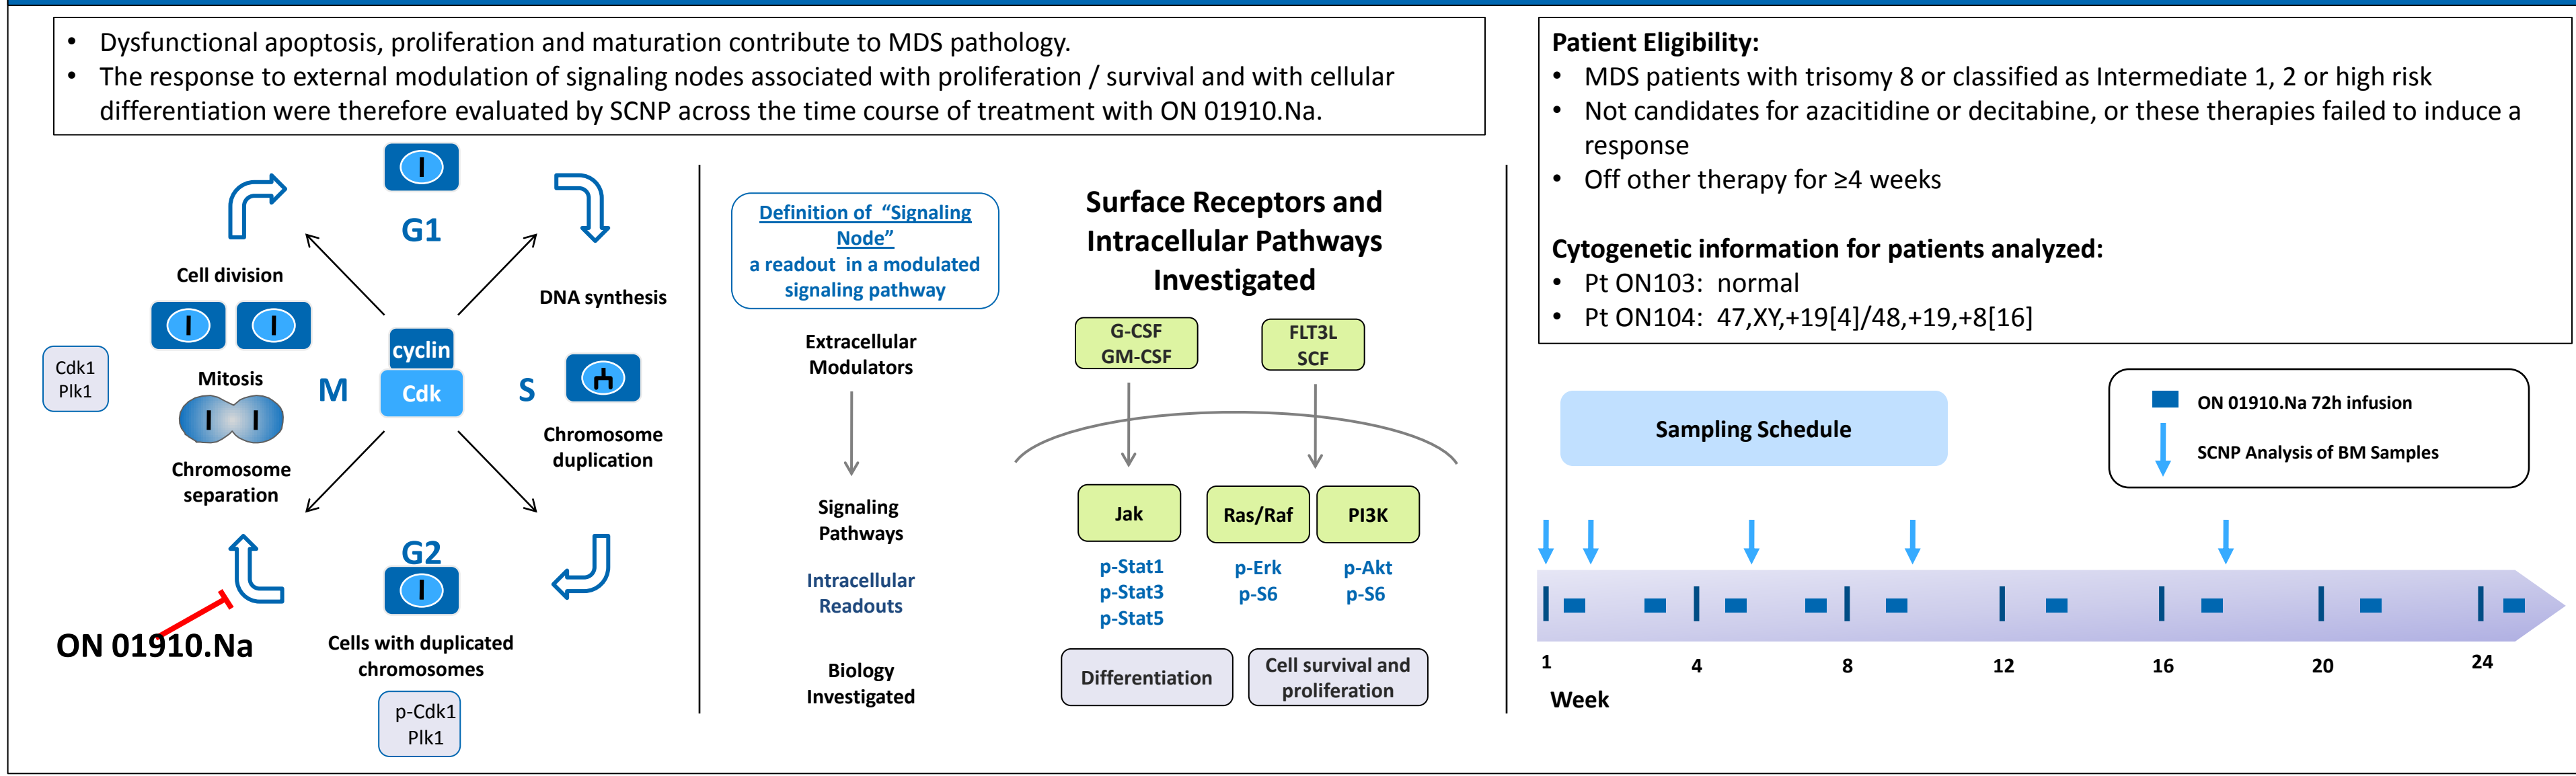 • Dysfunctional apoptosis, proliferation and maturation contribute to MDS pathology.
• The response to external modulation of signaling nodes associated with proliferation / survival and with cellular
differentiation were therefore evaluated by SCNP across the time course of treatment with ON 01910.Na.
G1
Cell division
DNA synthesis
cyclin
Cdk
Cdk1
Plk1
Mitosis
M
S
Chromosome
duplication
Chromosome
separation
G2
ON 01910.Na
Cells with duplicated
chromosomes
p-Cdk1
Plk1
Definition of "Signaling
Node"
a readout in a modulated
signaling pathway
Surface Receptors and
Intracellular Pathways
Investigated
Extracellular
Modulators
G-CSF
GM-CSF
FLT3L
SCF
Signaling
Pathways
Jak
Ras/Raf
PI3K
Intracellular
Readouts
p-Stat1
p-Stat3
p-Stat5
p-Erk
p-S6
p-Akt
p-S6
Biology
Investigated
Differentiation
Cell survival and
proliferation
Patient Eligibility:
• MDS patients with trisomy 8 or classified as Intermediate 1, 2 or high risk
• Not candidates for azacitidine or decitabine, or these therapies failed to induce a
response
• Off other therapy for ≥4 weeks
Cytogenetic information for patients analyzed:
• Pt ON103: normal
• Pt ON104: 47,XY,+19[4]/48,+19,+8[16]
Sampling Schedule
ON 01910.Na 72h infusion
SCNP Analysis of BM Samples
1 4 8 12 16 20 24
Week